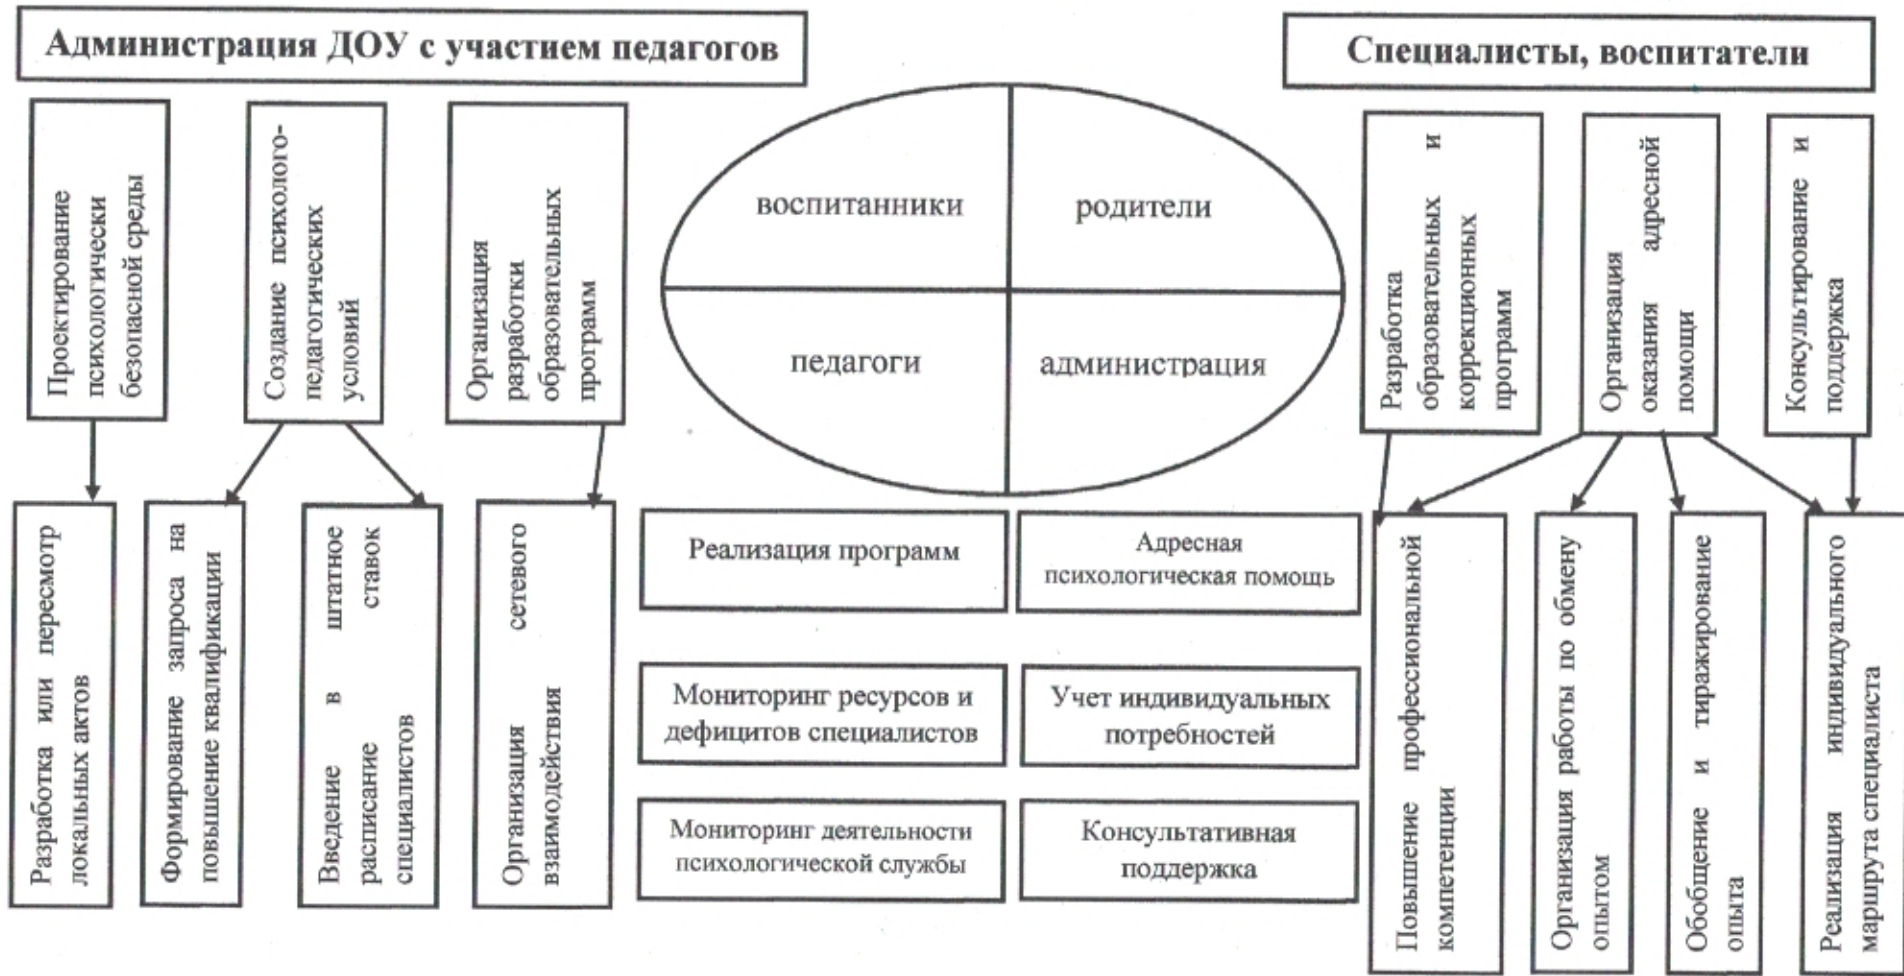 Администрация ДОУ с участием педагогов
Специалисты, воспитатели
Проектирование
психологически
безопасной среды
Создание психолого-
педагогических
условий
Организация
разработки
образовательных
программ
воспитанники
родители
педагоги
администрация
Разработка
образовательных и
коррекционных
программ
Организация
оказания адресной
помощи
Консультирование и
поддержка
Разработка или пересмотр
локальных актов
Формирование запроса на
повышение квалификации
Введение в штатное
расписание ставок
специалистов
Организация сетевого
взаимодействия
Реализация программ
Адресная
психологическая помощь
Мониторинг ресурсов и
дефицитов специалистов
Учет индивидуальных
потребностей
Мониторинг деятельности
психологической службы
Консультативная
поддержка
Повышение профессиональной
компетенции
Организация работы по обмену
опытом
Обобщение и тиражирование
опыта
Реализация индивидуального
маршрута специалиста